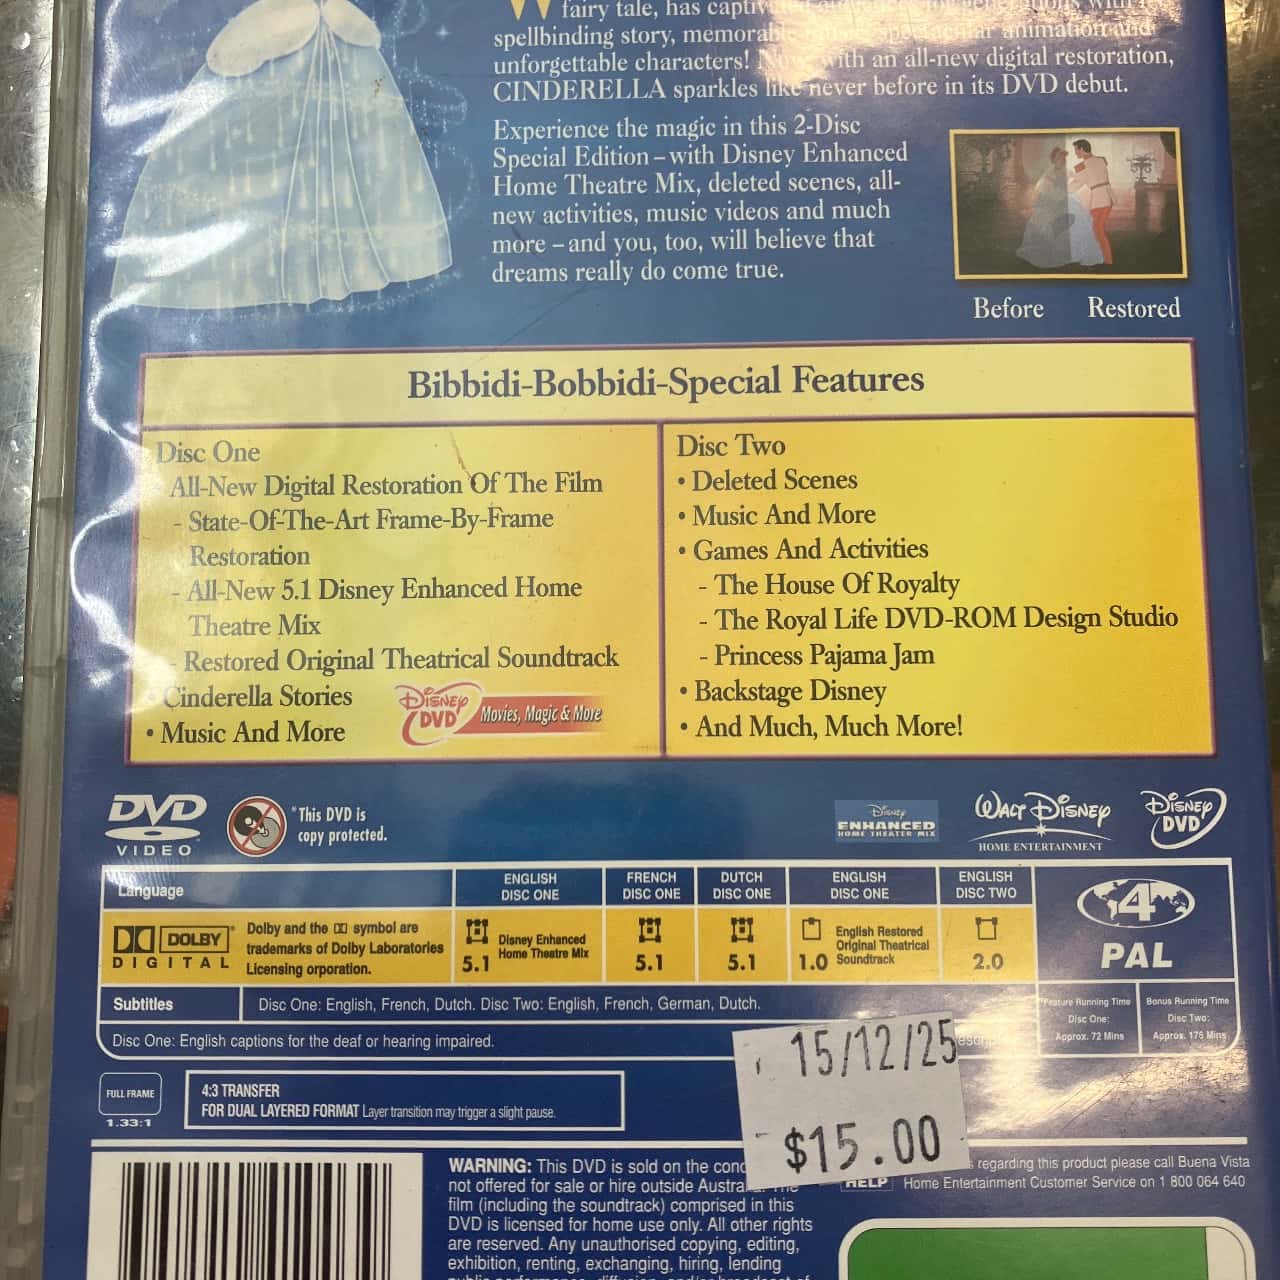 fairy tale, has captivated audiences for generations with
spellbinding story, memorable music, spectacular animation and
unforgettable characters! Now, with an all-new digital restoration,
CINDERELLA sparkles like never before in its DVD debut.
Experience the magic in this 2-Disc
Special Edition – with Disney Enhanced
Home Theatre Mix, deleted scenes, all-
new activities, music videos and much
more – and you, too, will believe that
dreams really do come true.
Before Restored
Bibbidi-Bobbidi-Special Features
Disc One
All-New Digital Restoration Of The Film
- State-Of-The-Art Frame-By-Frame
Restoration
- All-New 5.1 Disney Enhanced Home
Theatre Mix
- Restored Original Theatrical Soundtrack
• Cinderella Stories
• Music And More
DISNEY DVD Movies, Magic & More
Disc Two
• Deleted Scenes
• Music And More
• Games And Activities
- The House Of Royalty
- The Royal Life DVD-ROM Design Studio
- Princess Pajama Jam
• Backstage Disney
• And Much, Much More!
DVD
VIDEO
*This DVD is
copy protected.
Disney
ENHANCED
HOME THEATER MIX
WALT DISNEY
HOME ENTERTAINMENT
DISNEY
DVD
Language
ENGLISH
DISC ONE
FRENCH
DISC ONE
DUTCH
DISC ONE
ENGLISH
DISC ONE
ENGLISH
DISC TWO
DOLBY
DIGITAL
Dolby and the symbol are
trademarks of Dolby Laboratories
Licensing orporation.
5.1 Disney Enhanced
Home Theatre Mix
5.1
5.1
1.0 English Restored
Original Theatrical
Soundtrack
2.0
4
PAL
Subtitles
Disc One: English, French, Dutch. Disc Two: English, French, German, Dutch.
Feature Running Time
Disc One:
Approx. 72 Mins
Bonus Running Time
Disc Two:
Approx. 176 Mins
Disc One: English captions for the deaf or hearing impaired.
FULL FRAME
1.33:1
4:3 TRANSFER
FOR DUAL LAYERED FORMAT Layer transition may trigger a slight pause.
15/12/25
$15.00
WARNING: This DVD is sold on the
not offered for sale or hire outside
film (including the soundtrack) comprised in this
DVD is licensed for home use only. All other rights
are reserved. Any unauthorised copying, editing,
exhibition, renting, exchanging, hiring, lending
HELP
regarding this product please call Buena Vista
Home Entertainment Customer Service on 1 800 064 640